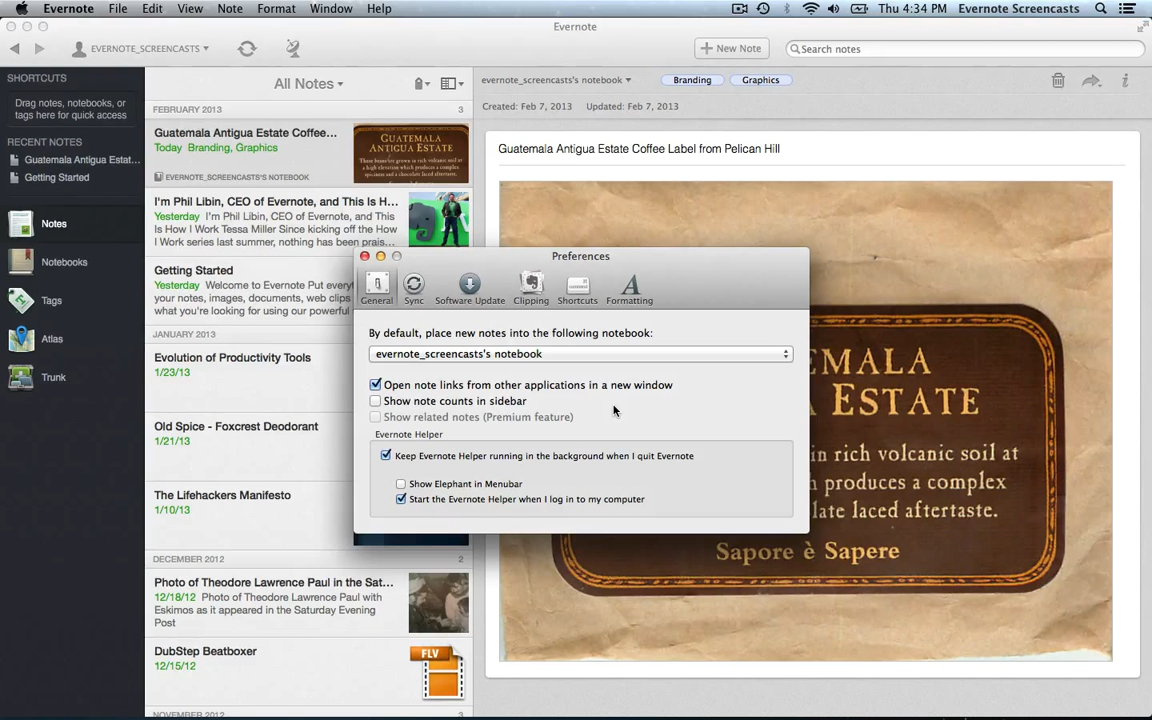 Evernote File Edit View Note Format Window Help Thu 4:34 PM Evernote Screencasts
Evernote
EVERNOTE_SCREENCASTS
+ New Note
Search notes
SHORTCUTS
Drag notes, notebooks, or
tags here for quick access
RECENT NOTES
Guatemala Antigua Estat...
Getting Started
Notes
Notebooks
Tags
Atlas
Trunk
All Notes
FEBRUARY 2013 3
Guatemala Antigua Estate Coffee...
Today Branding, Graphics
EVERNOTE_SCREENCASTS'S NOTEBOOK
GUATEMALA
ANTIGUA ESTATE
I'm Phil Libin, CEO of Evernote, and This Is H...
Yesterday I'm Phil Libin, CEO of Evernote, and This
Is How I Work Tessa Miller Since kicking off the How
I Work series last summer, nothing has been prais...
Getting Started
Yesterday Welcome to Evernote Put every
your notes, images, documents, web clips
what you're looking for using our powerful
JANUARY 2013
Evolution of Productivity Tools
1/23/13
Old Spice - Foxcrest Deodorant
1/10/13
The Lifehackers Manifesto
1/10/13
DECEMBER 2012 2
Photo of Theodore Lawrence Paul in the Sat...
12/18/12 Photo of Theodore Lawrence Paul with
Eskimos as it appeared in the Saturday Evening
Post
DubStep Beatboxer
12/15/12
FLV
NOVEMBER 2012 3
evernote_screencasts's notebook
Branding
Graphics
Created: Feb 7, 2013 Updated: Feb 7, 2013
Guatemala Antigua Estate Coffee Label from Pelican Hill
EMALA
ESTATE
in rich volcanic soil at
produces a complex
late laced aftertaste.
Sapore è Sapere
Preferences
General Sync Software Update Clipping Shortcuts Formatting
By default, place new notes into the following notebook:
evernote_screencasts's notebook
Open note links from other applications in a new window
Show note counts in sidebar
Show related notes (Premium feature)
Evernote Helper
Keep Evernote Helper running in the background when I quit Evernote
Show Elephant in Menubar
Start the Evernote Helper when I log in to my computer